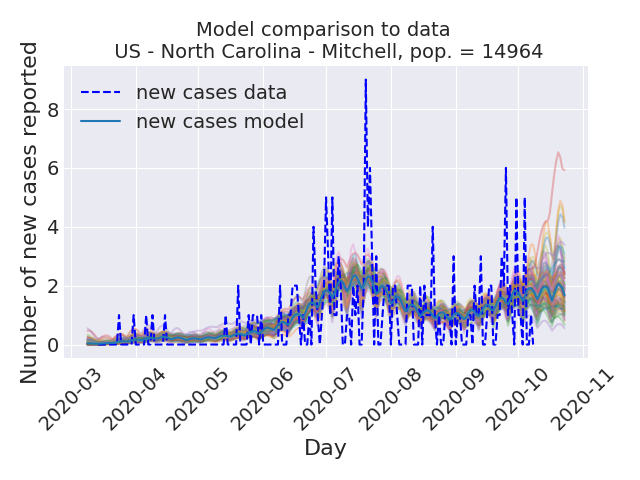 Model comparison to data
US - North Carolina - Mitchell, pop. = 14964
Number of new cases reported
new cases data
new cases model
8
6
4
2
0
2020-03
2020-04
2020-05
2020-06
2020-07
2020-08
2020-09
2020-10
2020-11
Day